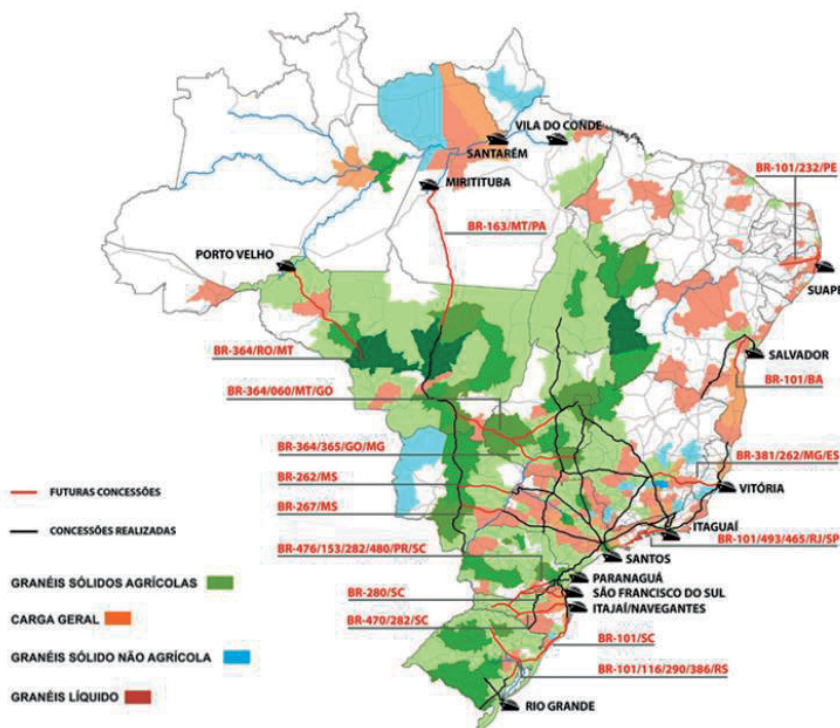 VILA DO CONDE
SANTARÉM
BR-101/232/PE
MIRITITUBA
BR-163/MT/PA
PORTO VELHO
SUAPE
BR-364/RO/MT
SALVADOR
BR-101/BA
BR-364/060/MT/GO
BR-364/365/GO/MG
BR-381/262/MG/ES
BR-262/MS
VITÓRIA
FUTURAS CONCESSÕES
BR-267/MS
ITAGUAÍ
CONCESSÕES REALIZADAS
BR-101/493/465/RJ/SP
BR-476/153/282/480/PR/SC
SANTOS
GRANÉIS SÓLIDOS AGRÍCOLAS
PARANAGUÁ
BR-280/SC
SÃO FRANCISCO DO SUL
ITAJAÍ/NAVEGANTES
CARGA GERAL
BR-470/282/SC
BR-101/SC
GRANÉIS SÓLIDO NÃO AGRÍCOLA
BR-101/116/290/386/RS
GRANÉIS LÍQUIDO
RIO GRANDE